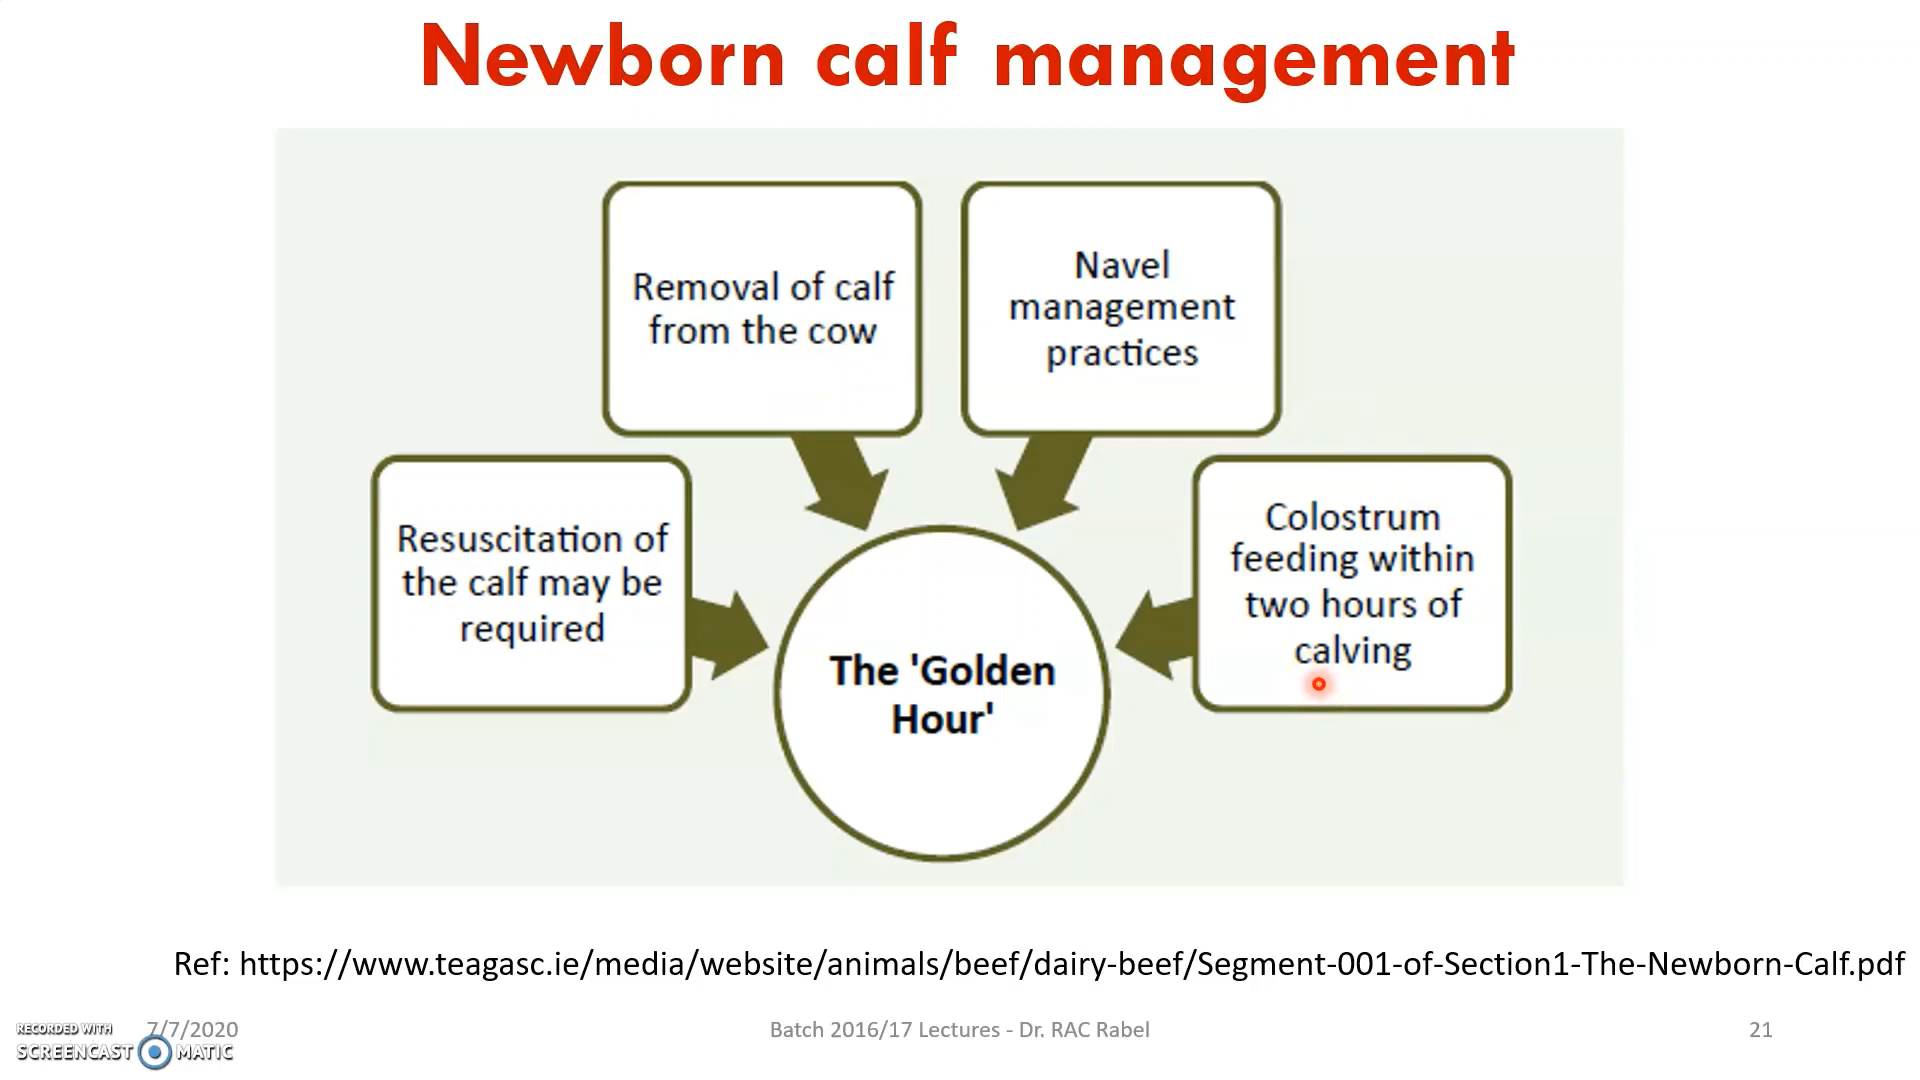 Newborn calf management
Removal of calf
from the cow
Navel
management
practices
Resuscitation of
the calf may be
required
Colostrum
feeding within
two hours of
calving
The 'Golden
Hour'
Ref: https://www.teagasc.ie/media/website/animals/beef/dairy-beef/Segment-001-of-Section1-The-Newborn-Calf.pdf
7/7/2020
Batch 2016/17 Lectures - Dr. RAC Rabel
21
RECORDED WITH
SCREENCAST MATIC